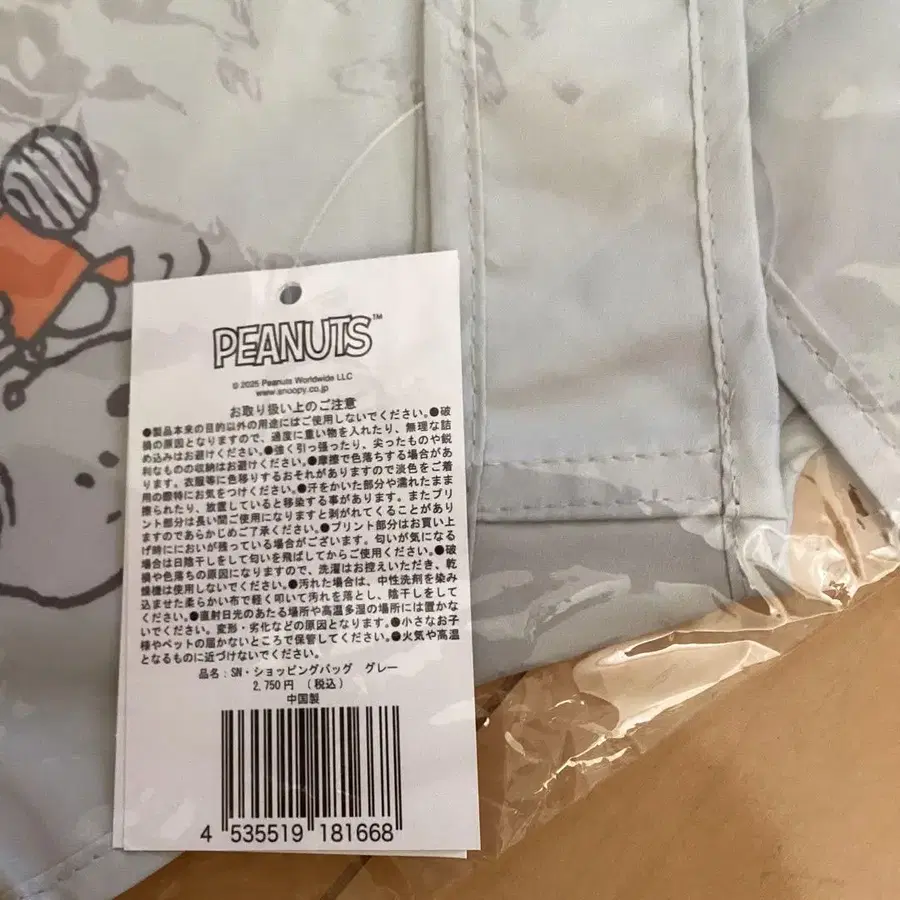 PEANUTS™
© 2025 Peanuts Worldwide LLC
www.snoopy.co.jp
お取り扱い上のご注意
●製品本来の目的以外の用途にはご使用しないでください。●破
損の原因となりますので、過度に重い物を入れたり、無理な詰
め込みはお避けください。●強く引っ張ったり、尖ったものや鋭
利なものの収納はお避けください。●摩擦で色落ちする場合があ
ります。衣服等に色移りするおそれがありますので淡色をご着
用の際特にお気をつけください。●汗をかいた部分や濡れたまま
擦られたり、放置していると移染する事があります。またプリ
ント部分は長い間ご使用になりますと剥がれてくることがあり
ますのであらかじめご了承ください。●プリント部分はお買い上
げ時ににおいが残っている場合がございます。匂いが気になる
場合は日陰干しをして匂いを飛ばしてからご使用ください。●破
損や色落ちの原因になりますので、洗濯はお控えいただき、乾
燥機は使用しないでください。●汚れた場合は、中性洗剤を染み
込ませた柔らかい布で軽く叩いて汚れを落とし、陰干しをして
ください。●直射日光のあたる場所や高温多湿の場所には置かな
いでください。変形・劣化などの原因となります。●小さなお子
様やペットの届かないところで保管してください。●火気や高温
となるものに近づけないでください。
品名：SN・ショッピングバッグ　グレー
2,750円　（税込）
中国製
4 535519 181668